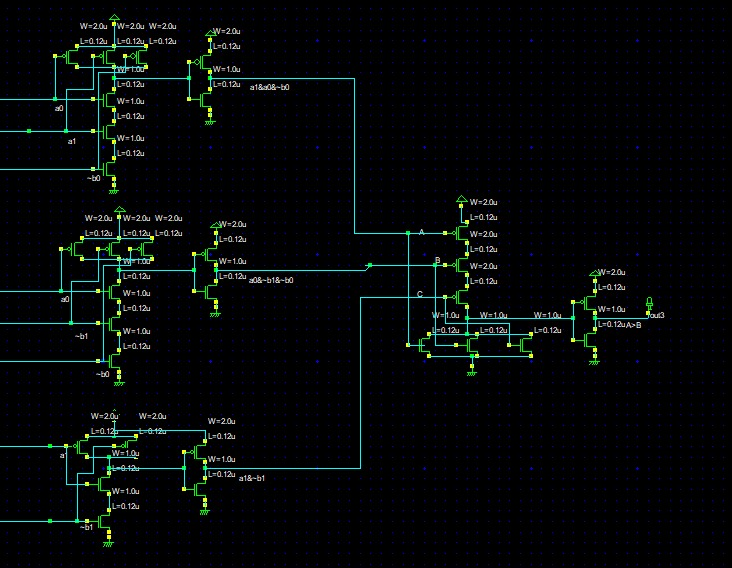 W=2.0u W=2.0u W=2.0u
L=0.12u L=0.12u L=0.12u
W=1.0u
L=0.12u
W=1.0u
L=0.12u
W=1.0u
L=0.12u
a0
a1
~b0
W=2.0u
L=0.12u
W=1.0u
L=0.12u
a1&a0&~b0
W=2.0u W=2.0u W=2.0u
L=0.12u L=0.12u L=0.12u
W=1.0u
L=0.12u
W=1.0u
L=0.12u
W=1.0u
L=0.12u
a0
~b1
~b0
W=2.0u
L=0.12u
W=1.0u
L=0.12u
a0&~b1&~b0
W=2.0u W=2.0u
L=0.12u L=0.12u
W=1.0u
L=0.12u
W=1.0u
L=0.12u
~b1
W=2.0u
L=0.12u
W=1.0u
L=0.12u
a1&~b1
W=2.0u
L=0.12u
A
W=2.0u
L=0.12u
B
W=2.0u
L=0.12u
C
W=1.0u W=1.0u W=1.0u
L=0.12u L=0.12u L=0.12u
W=2.0u
L=0.12u
W=1.0u
L=0.12u
A>B
out3